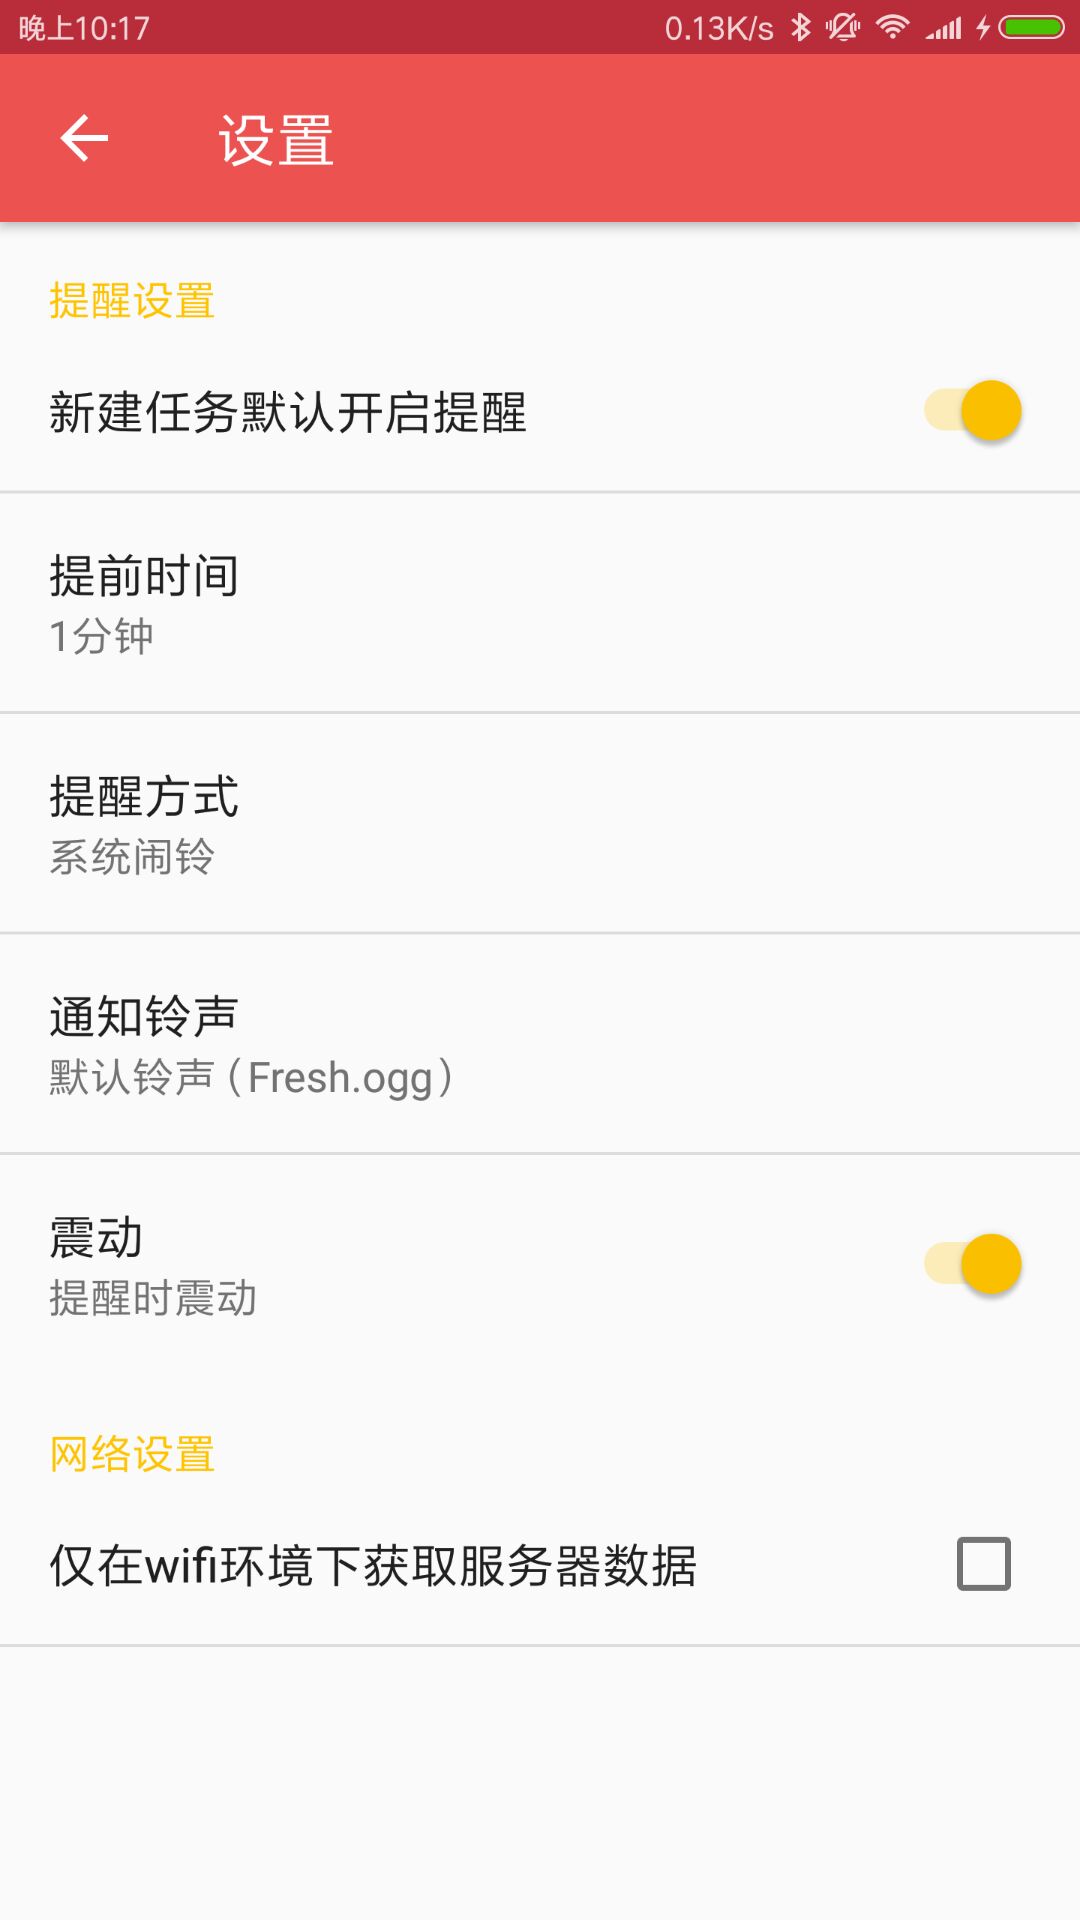 晚上10:17 0.13K/s
设置
提醒设置
新建任务默认开启提醒
提前时间
1分钟
提醒方式
系统闹铃
通知铃声
默认铃声（Fresh.ogg）
震动
提醒时震动
网络设置
仅在wifi环境下获取服务器数据